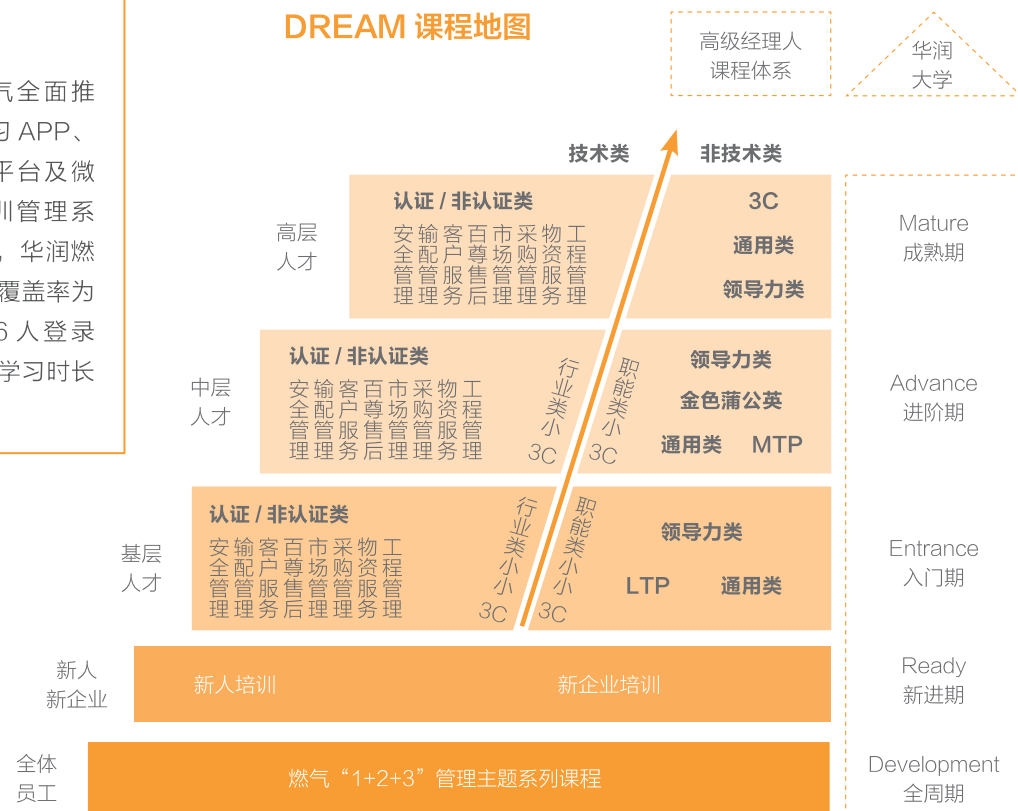 气全面推
习 APP、
平台及微
训管理系
，华润燃
覆盖率为
6 人登录
学习时长
DREAM 课程地图
高级经理人
课程体系
华润
大学
技术类
非技术类
高层
人才
认证 / 非认证类
安全管理
输配管理
客户服务
百尊售后
市场管理
采购管理
物资服务
工程管理
3C
通用类
领导力类
Mature
成熟期
中层
人才
认证 / 非认证类
安全管理
输配管理
客户服务
百尊售后
市场管理
采购管理
物资服务
工程管理
行业类小3C
职能类小3C
领导力类
金色蒲公英
通用类 MTP
Advance
进阶期
基层
人才
认证 / 非认证类
安全管理
输配管理
客户服务
百尊售后
市场管理
采购管理
物资服务
工程管理
行业类小小3C
职能类小小3C
领导力类
LTP 通用类
Entrance
入门期
新人
新企业
新人培训
新企业培训
Ready
新进期
全体
员工
燃气“1+2+3”管理主题系列课程
Development
全周期